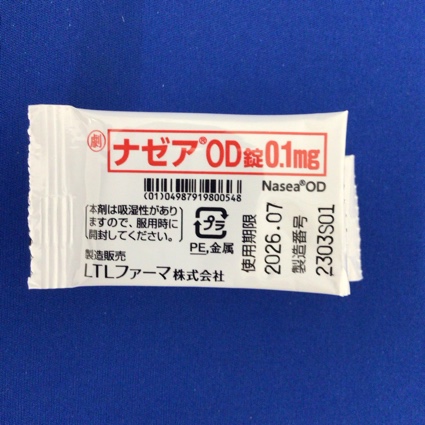 劇 ナゼア®OD錠0.1mg
Nasea®OD
(01)04987919800548
本剤は吸湿性があり
ますので、服用時に
開封してください。
プラ
PE,金属
製造販売
LTLファーマ株式会社
使用期限
2026.07
製造番号
2303S01